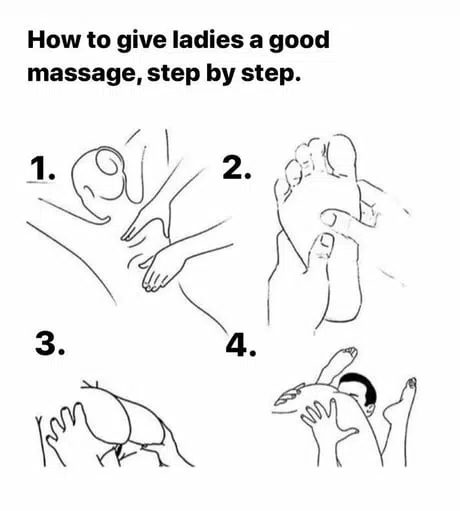 How to give ladies a good
massage, step by step.
1.
2.
3.
4.